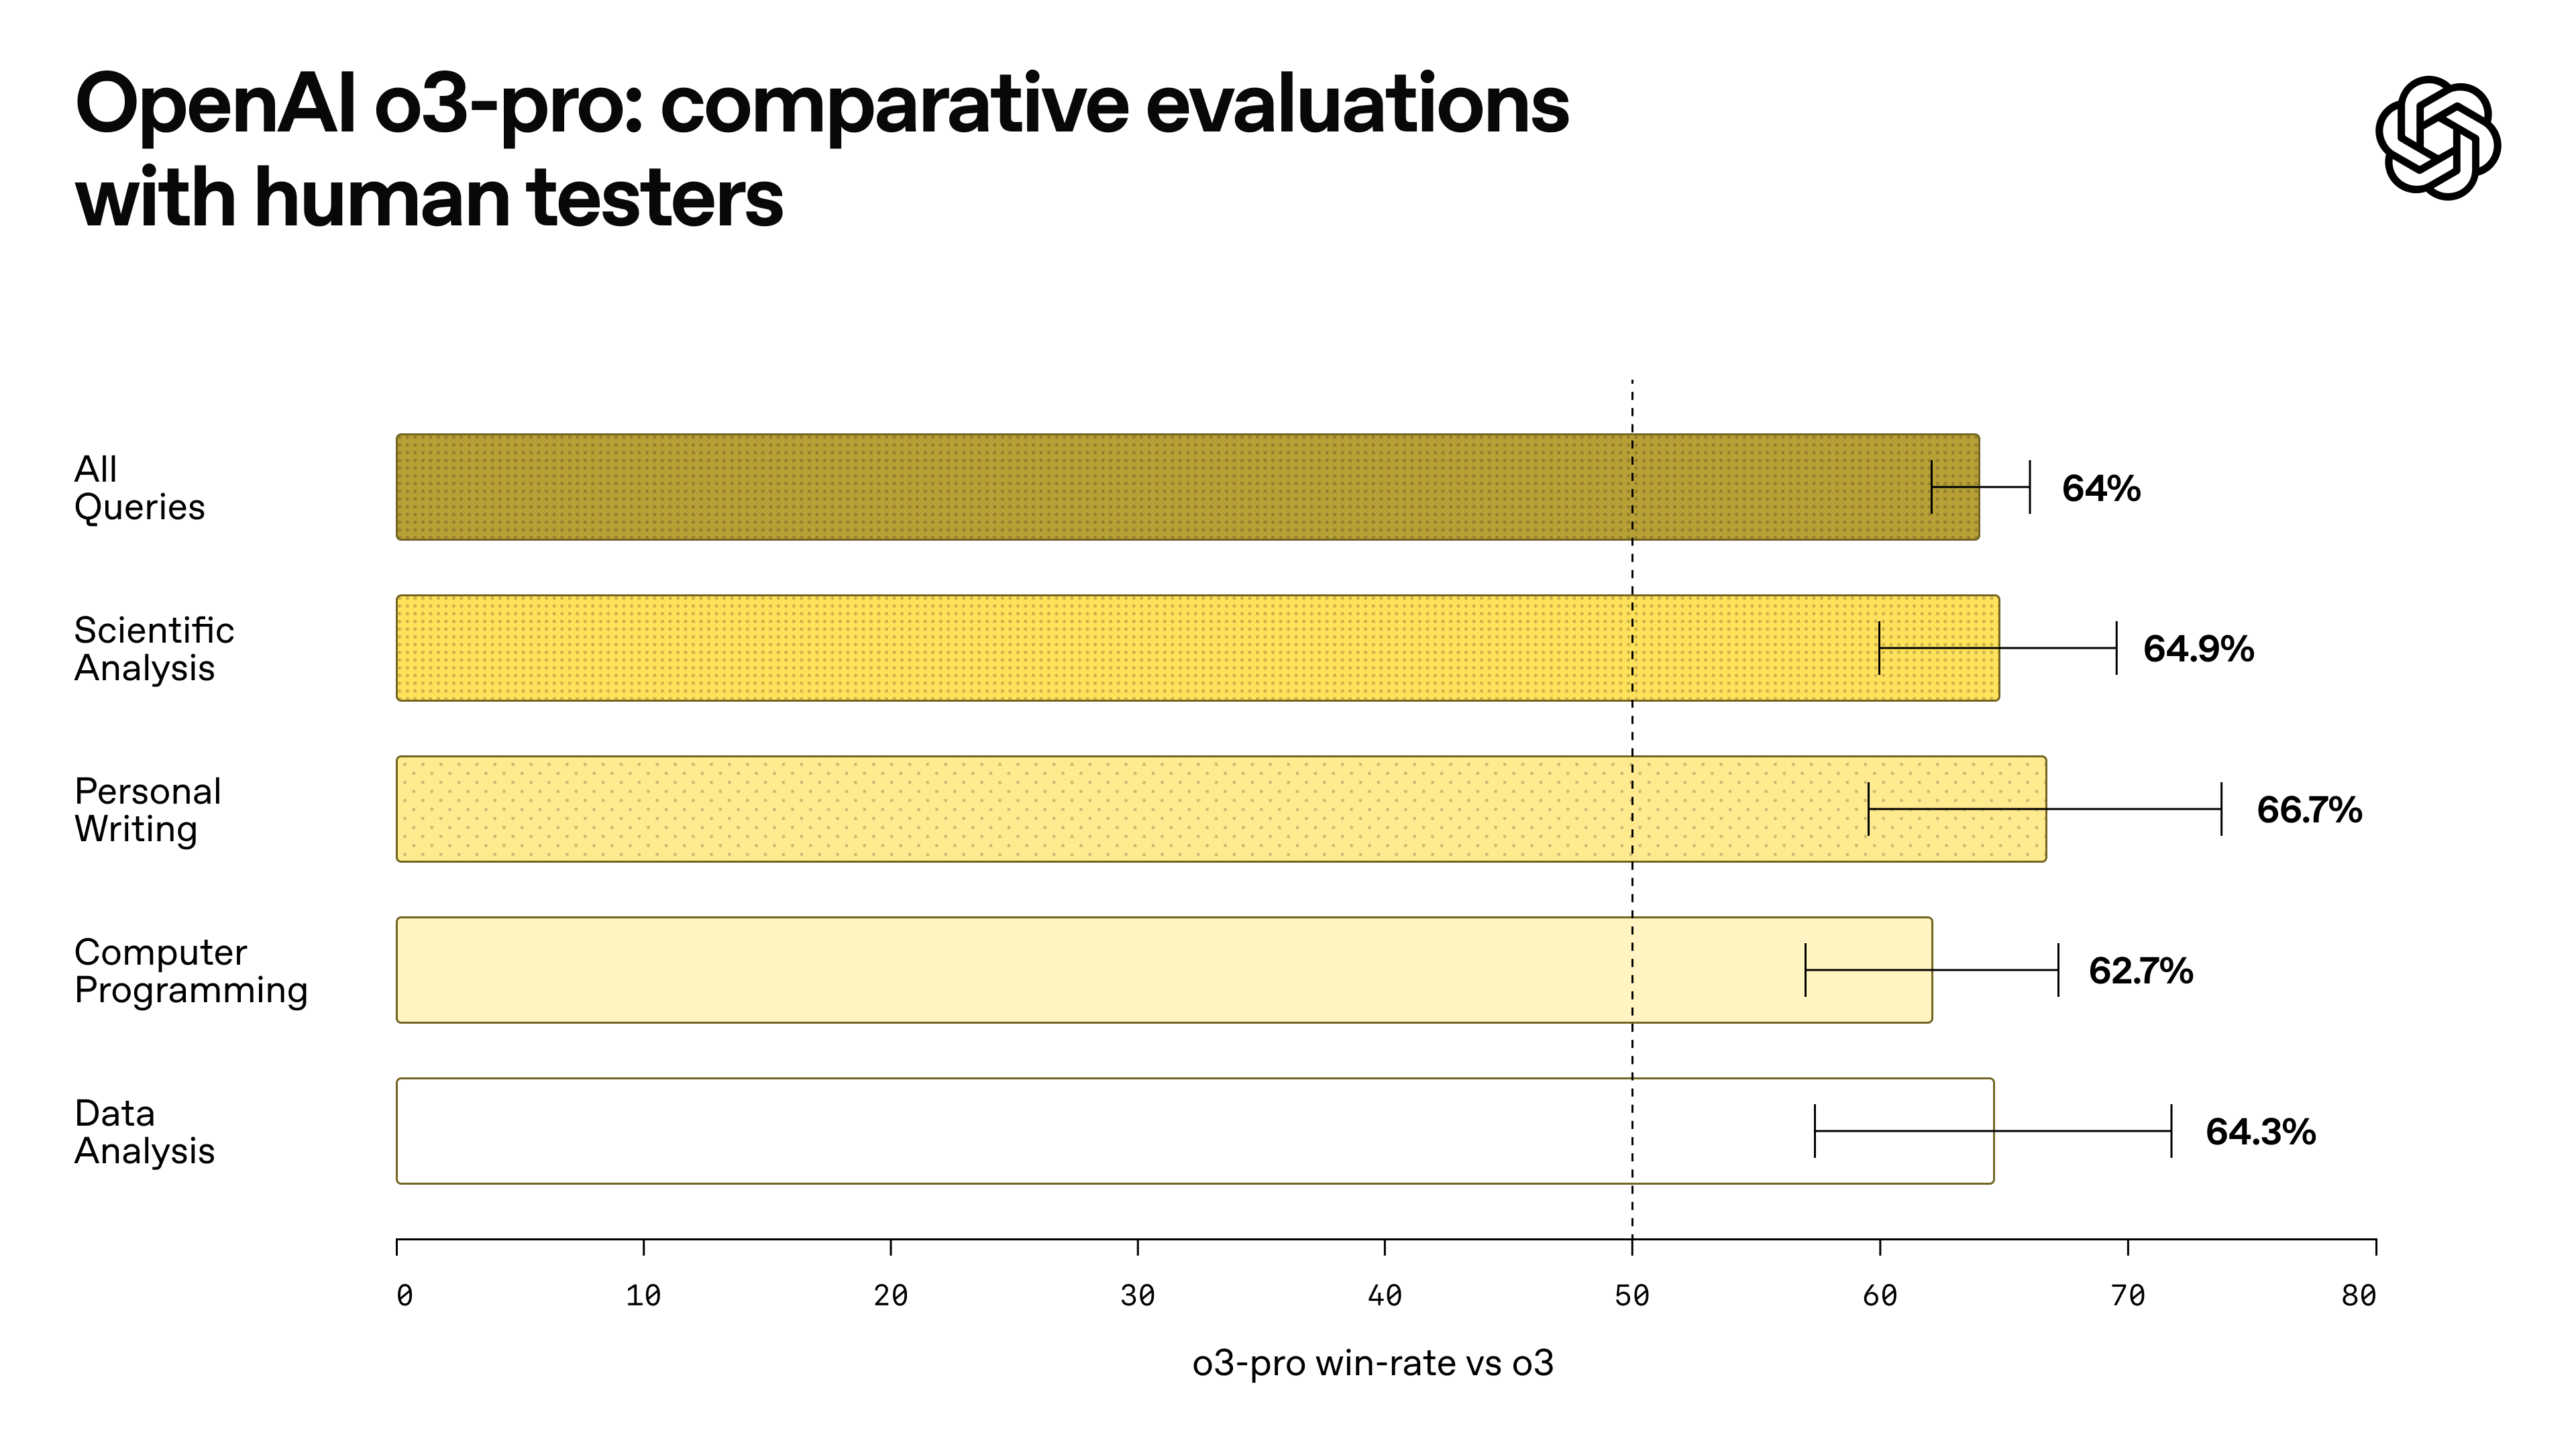 OpenAI o3-pro: comparative evaluations
with human testers
All
Queries
64%
Scientific
Analysis
64.9%
Personal
Writing
66.7%
Computer
Programming
62.7%
Data
Analysis
64.3%
0 10 20 30 40 50 60 70 80
o3-pro win-rate vs o3